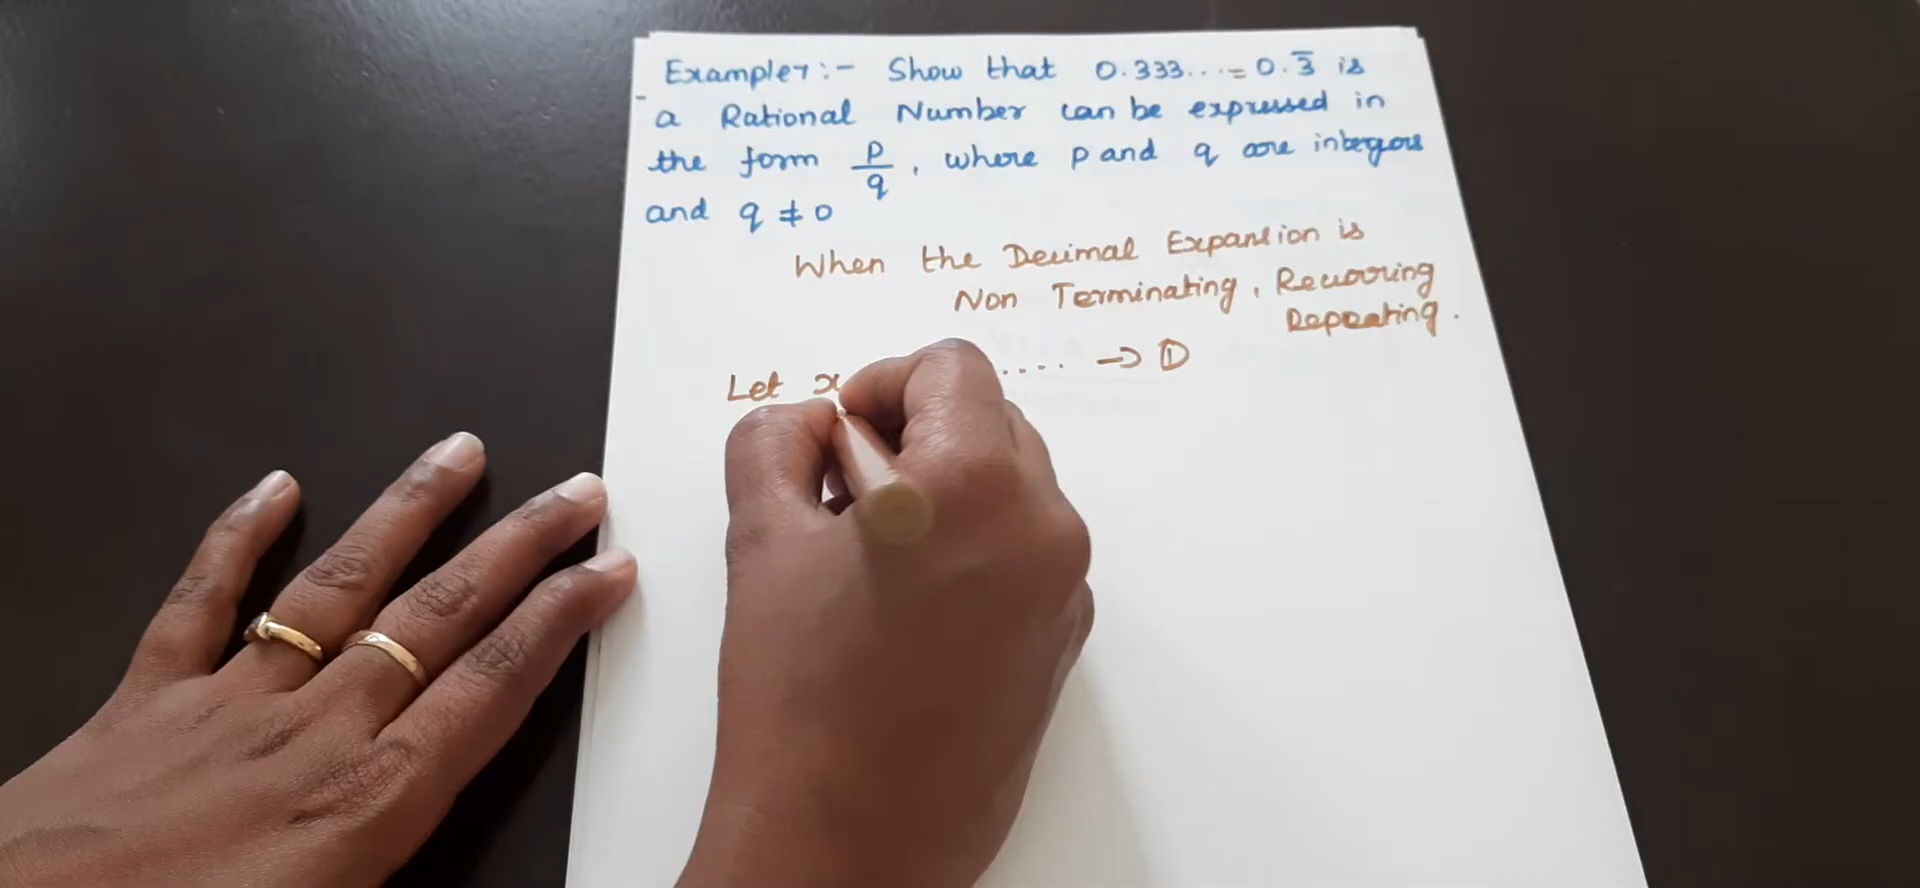 Example7:- Show that 0.333... = 0.3̅ is
a Rational Number can be expressed in
the form p/q, where p and q are integers
and q ≠ 0
When the Decimal Expansion is
Non Terminating, Recurring
Repeating.
Let x .... → ①